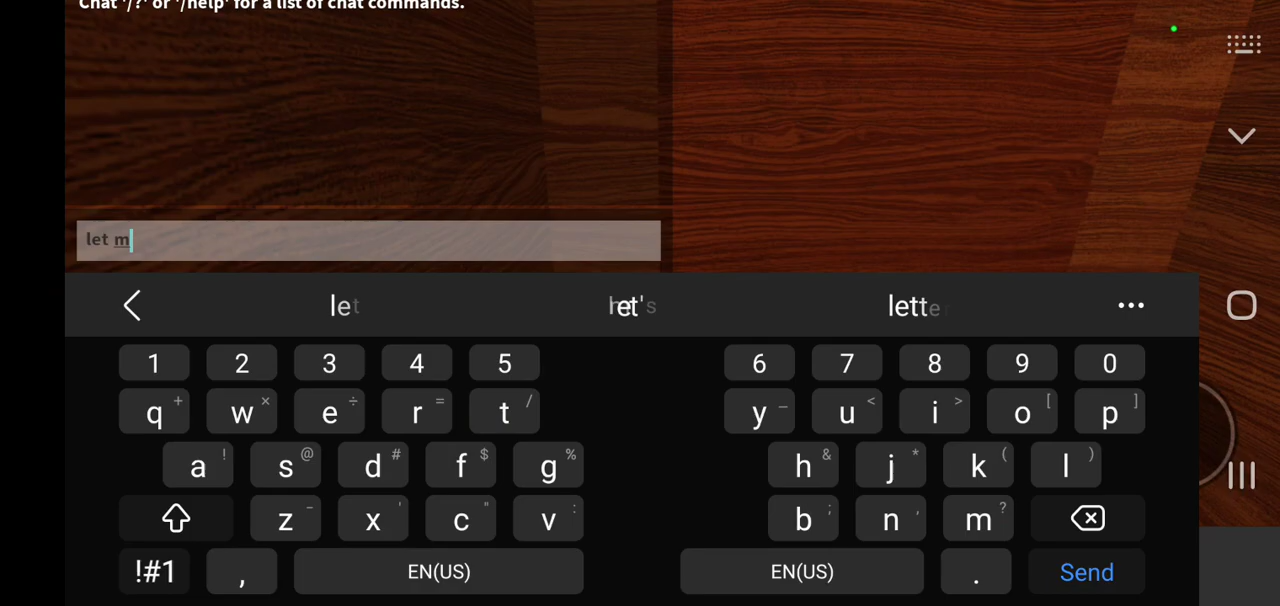 Chat '/?' or '/help' for a list of chat commands.
let m
let lette
1 2 3 4 5 6 7 8 9 0
q + w × e ÷ r = t / y _ u < i > o [ p ]
a ! s @ d # f $ g % h & j * k ( l )
z - x ' c " v : b ; n , m ?
!#1 , EN(US) EN(US) . Send